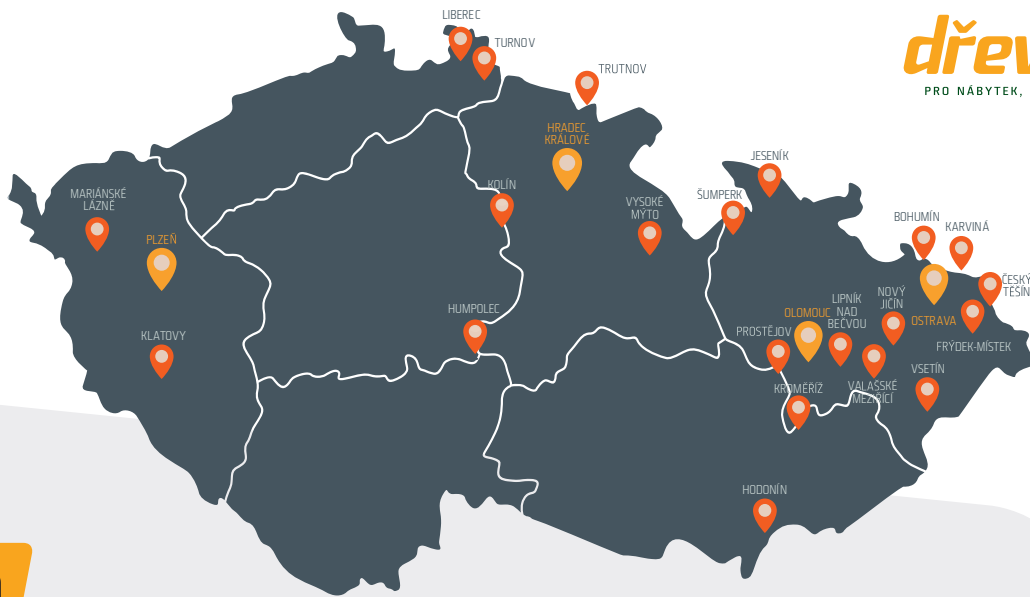 LIBEREC
TURNOV
TRUTNOV
PRO NÁBYTEK,
HRADEC
KRÁLOVÉ
JESENÍK
KOLÍN
MARIÁNSKÉ
LÁZNĚ
ŠUMPERK
VYSOKÉ
MÝTO
BOHUMÍN
KARVINÁ
PLZEŇ
ČESKÝ
TĚŠÍN
NOVÝ
JIČÍN
LIPNÍK
NAD
BEČVOU
HUMPOLEC
OLOMOUC
OSTRAVA
KLATOVY
PROSTĚJOV
FRÝDEK-MÍSTEK
VSETÍN
KROMĚŘÍŽ
VALAŠSKÉ
MEZIŘÍČÍ
HODONÍN